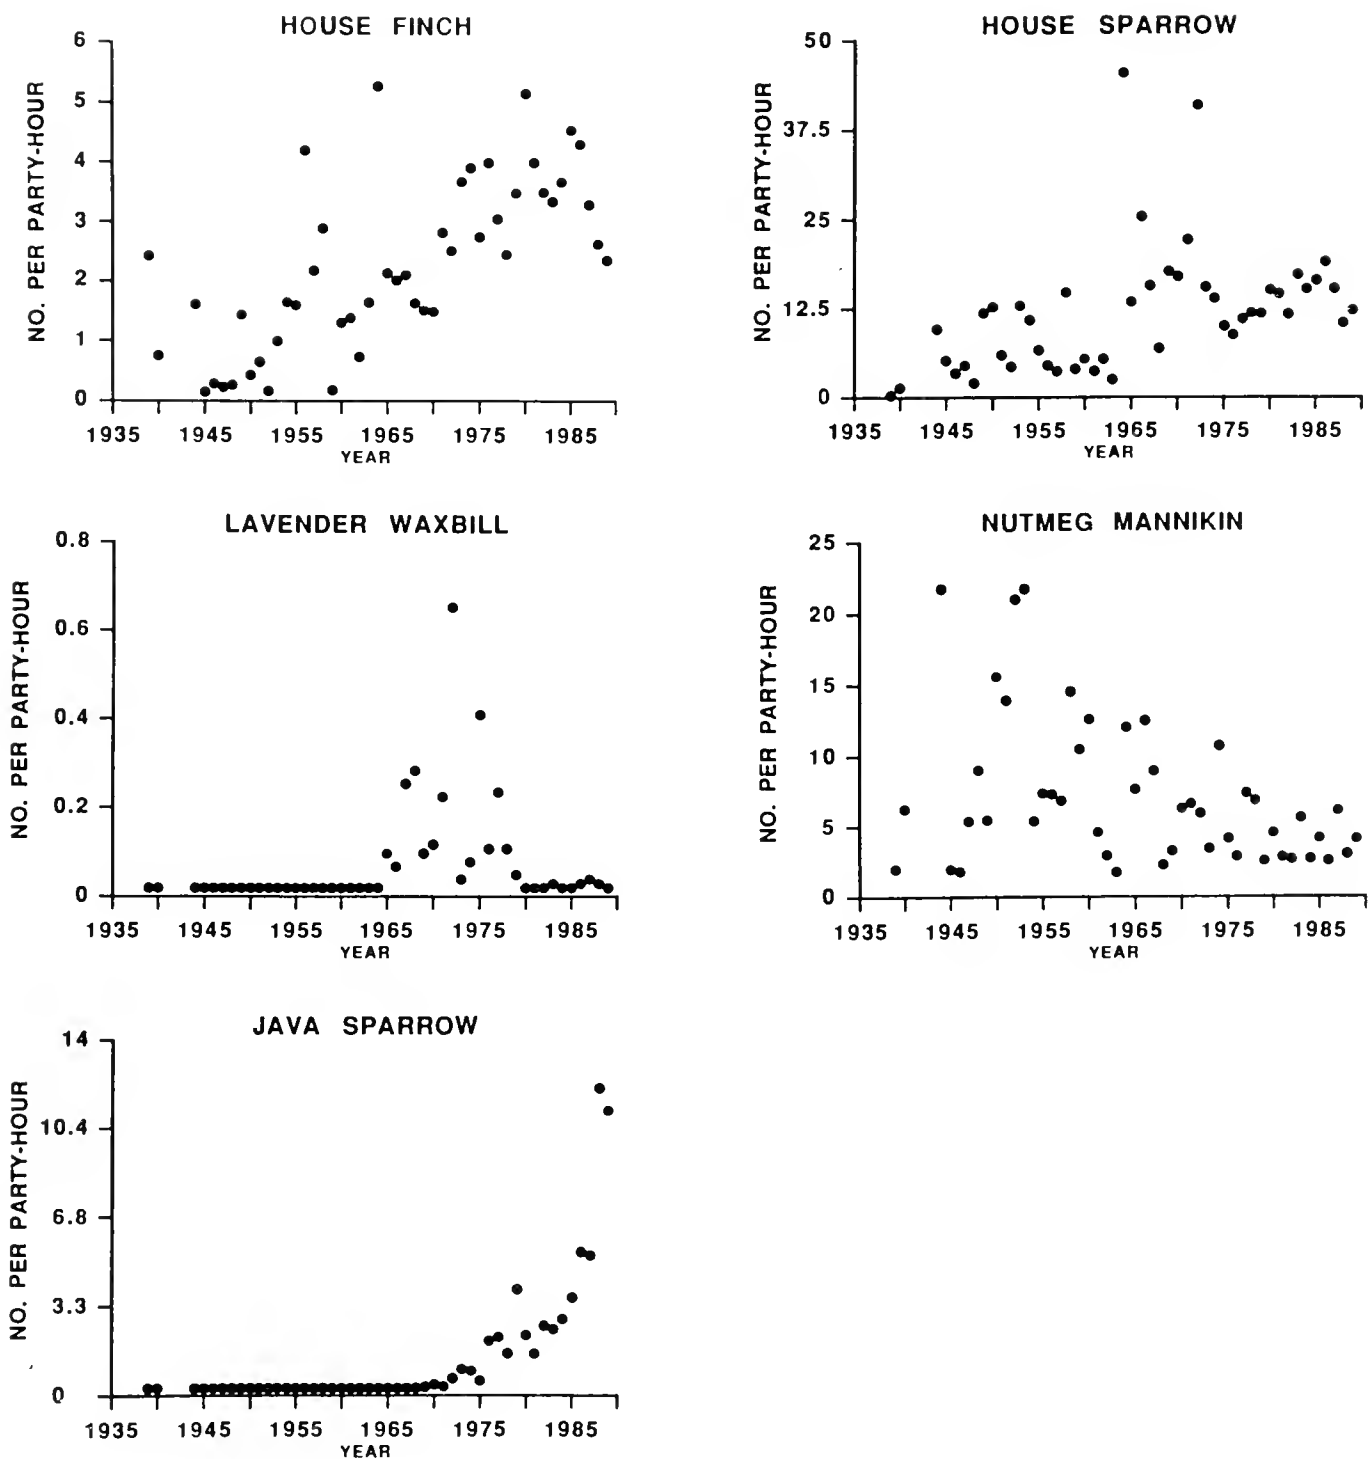 HOUSE FINCH
NO. PER PARTY-HOUR
6
5
4
3
2
1
0
1935 1945 1955 1965 1975 1985
YEAR
HOUSE SPARROW
NO. PER PARTY-HOUR
50
37.5
25
12.5
0
1935 1945 1955 1965 1975 1985
YEAR
LAVENDER WAXBILL
NO. PER PARTY-HOUR
0.8
0.6
0.4
0.2
0
1935 1945 1955 1965 1975 1985
YEAR
NUTMEG MANNIKIN
NO. PER PARTY-HOUR
25
20
15
10
5
0
1935 1945 1955 1965 1975 1985
YEAR
JAVA SPARROW
NO. PER PARTY-HOUR
14
10.4
6.8
3.3
0
1935 1945 1955 1965 1975 1985
YEAR